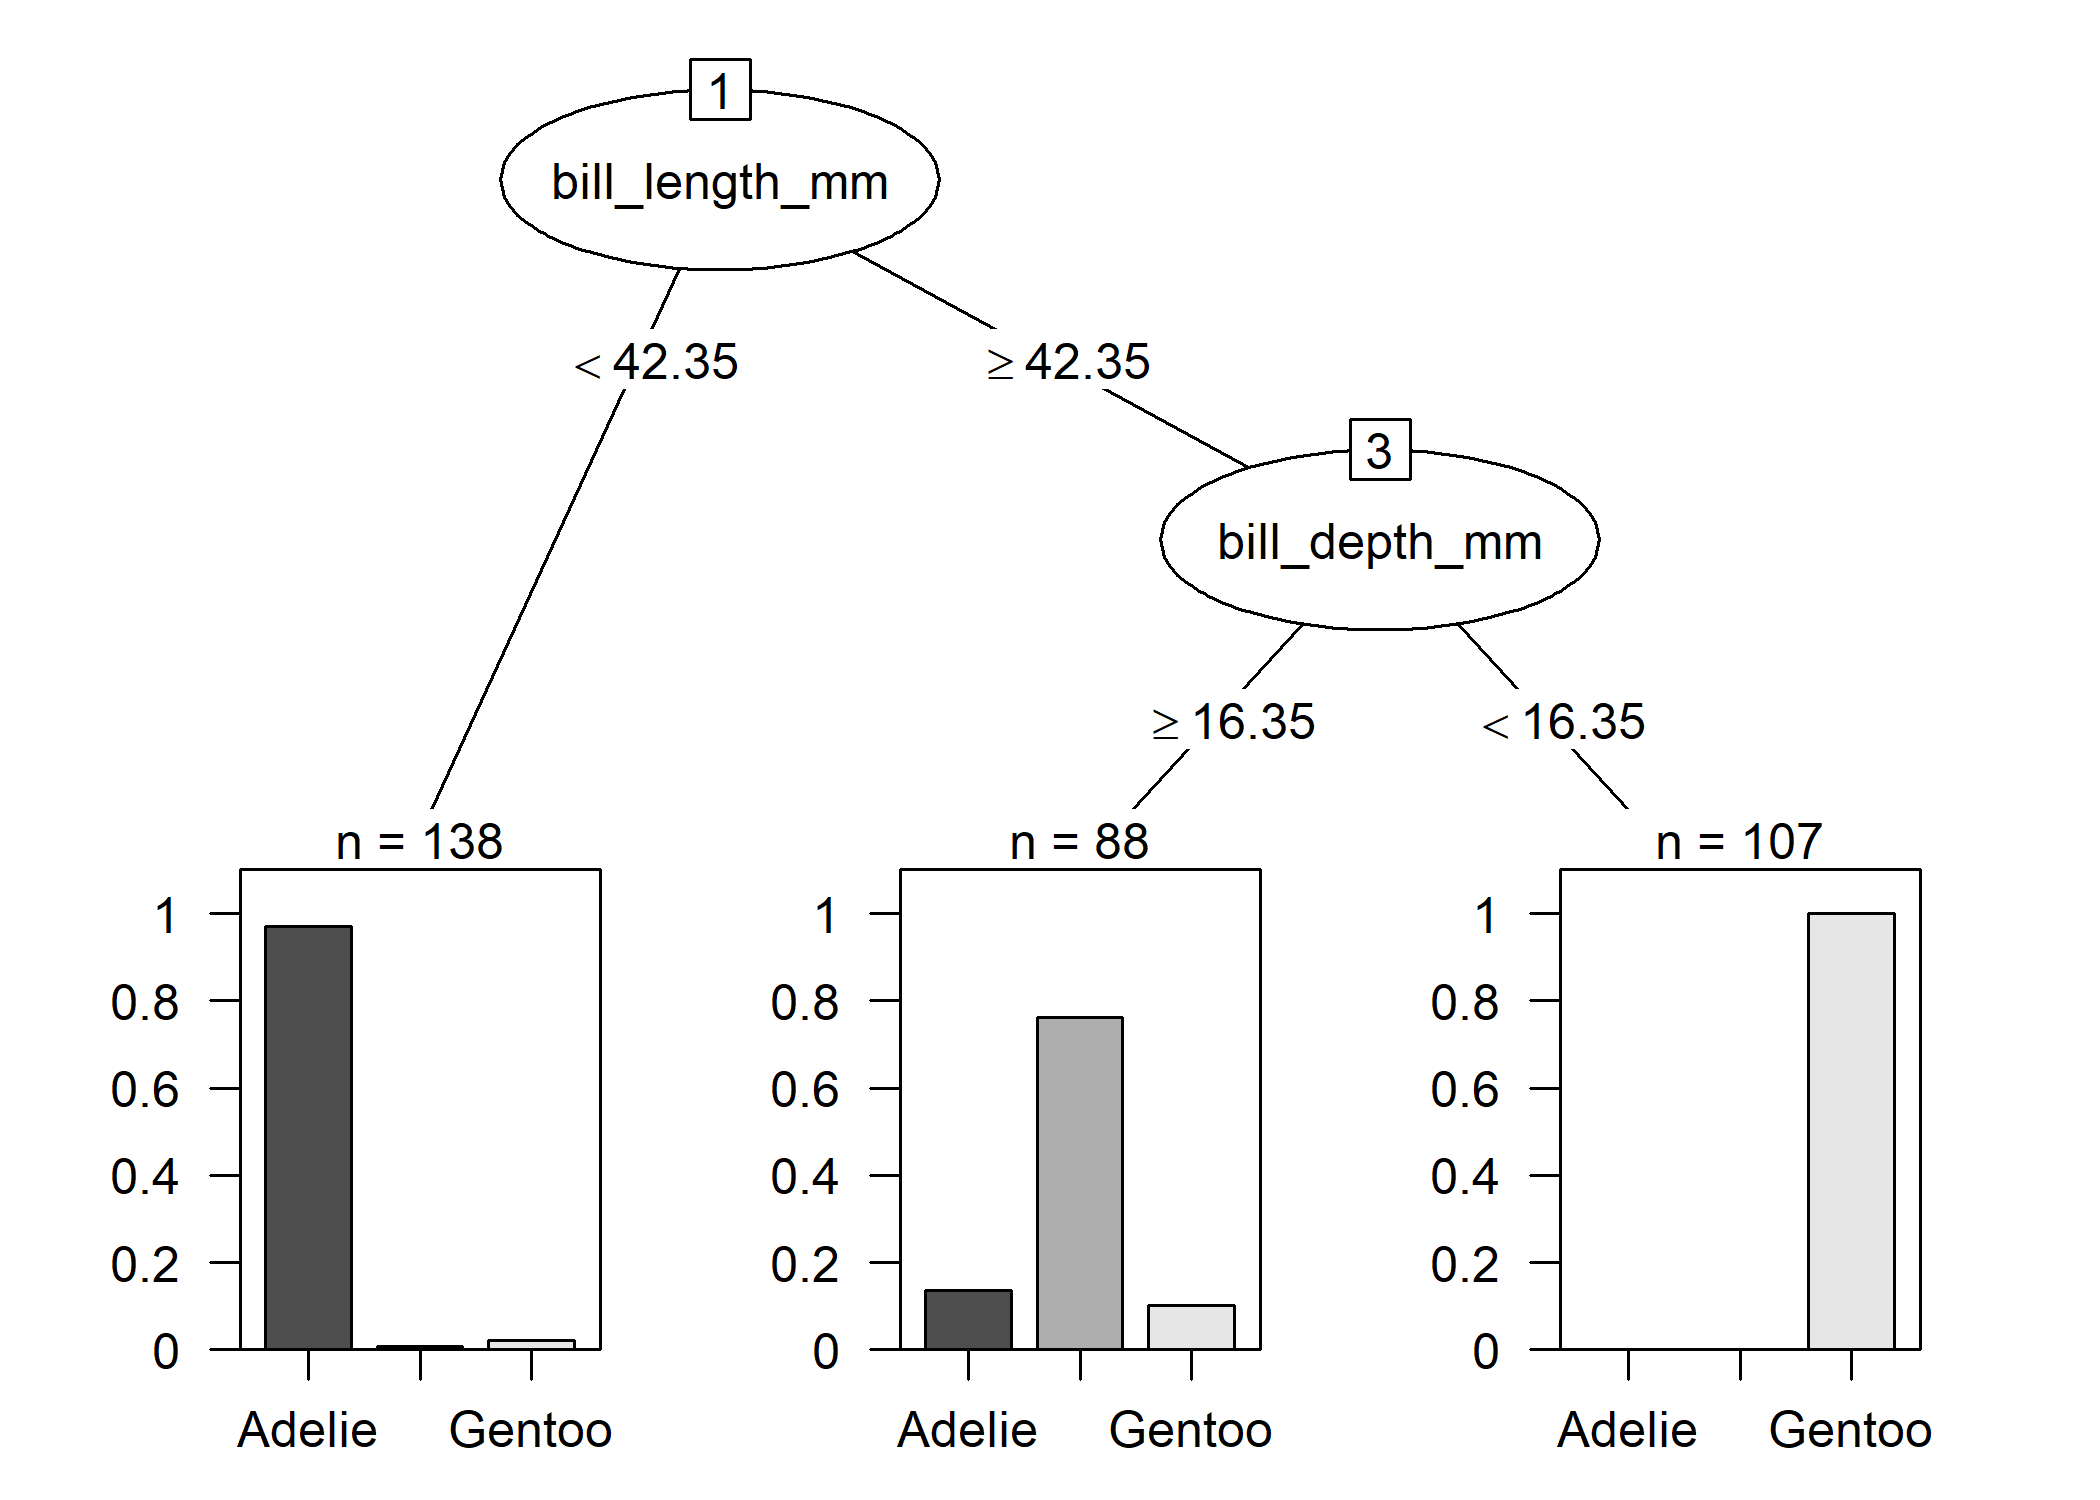 1
bill_length_mm
< 42.35
≥ 42.35
3
bill_depth_mm
≥ 16.35
< 16.35
n = 138
1
0.8
0.6
0.4
0.2
0
Adelie
Gentoo
n = 88
1
0.8
0.6
0.4
0.2
0
Adelie
Gentoo
n = 107
1
0.8
0.6
0.4
0.2
0
Adelie
Gentoo